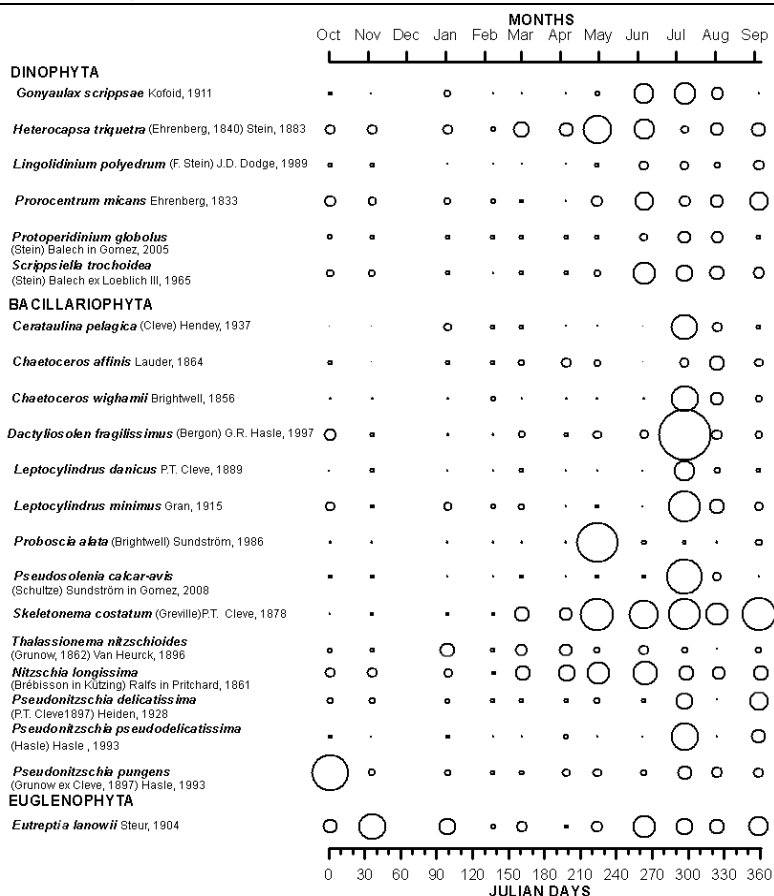 MONTHS
Oct Nov Dec Jan Feb Mar Apr May Jun Jul Aug Sep
DINOPHYTA
Gonyaulax scrippsae Kofoid, 1911
Heterocapsa triquetra (Ehrenberg, 1840) Stein, 1883
Lingolidinium polyedrum (F. Stein) J.D. Dodge, 1989
Prorocentrum micans Ehrenberg, 1833
Protoperidinium globolus
(Stein) Balech in Gomez, 2005
Scrippsiella trochoidea
(Stein) Balech ex Loeblich III, 1965
BACILLARIOPHYTA
Cerataulina pelagica (Cleve) Hendey, 1937
Chaetoceros affinis Lauder, 1864
Chaetoceros wighamii Brightwell, 1856
Dactyliosolen fragilissimus (Bergon) G.R. Hasle, 1997
Leptocylindrus danicus P.T. Cleve, 1889
Leptocylindrus minimus Gran, 1915
Proboscia alata (Brightwell) Sundström, 1986
Pseudosolenia calcar-avis
(Schultze) Sundström in Gomez, 2008
Skeletonema costatum (Greville)P.T. Cleve, 1878
Thalassionema nitzschioides
(Grunow, 1862) Van Heurck, 1896
Nitzschia longissima
(Brébisson in Kützing) Ralfs in Pritchard, 1861
Pseudonitzschia delicatissima
(P.T. Cleve1897) Heiden, 1928
Pseudonitzschia pseudodelicatissima
(Hasle) Hasle , 1993
Pseudonitzschia pungens
(Grunow ex Cleve, 1897) Hasle, 1993
EUGLENOPHYTA
Eutreptia lanowii Steur, 1904
0 30 60 90 120 150 180 210 240 270 300 330 360
JULIAN DAYS